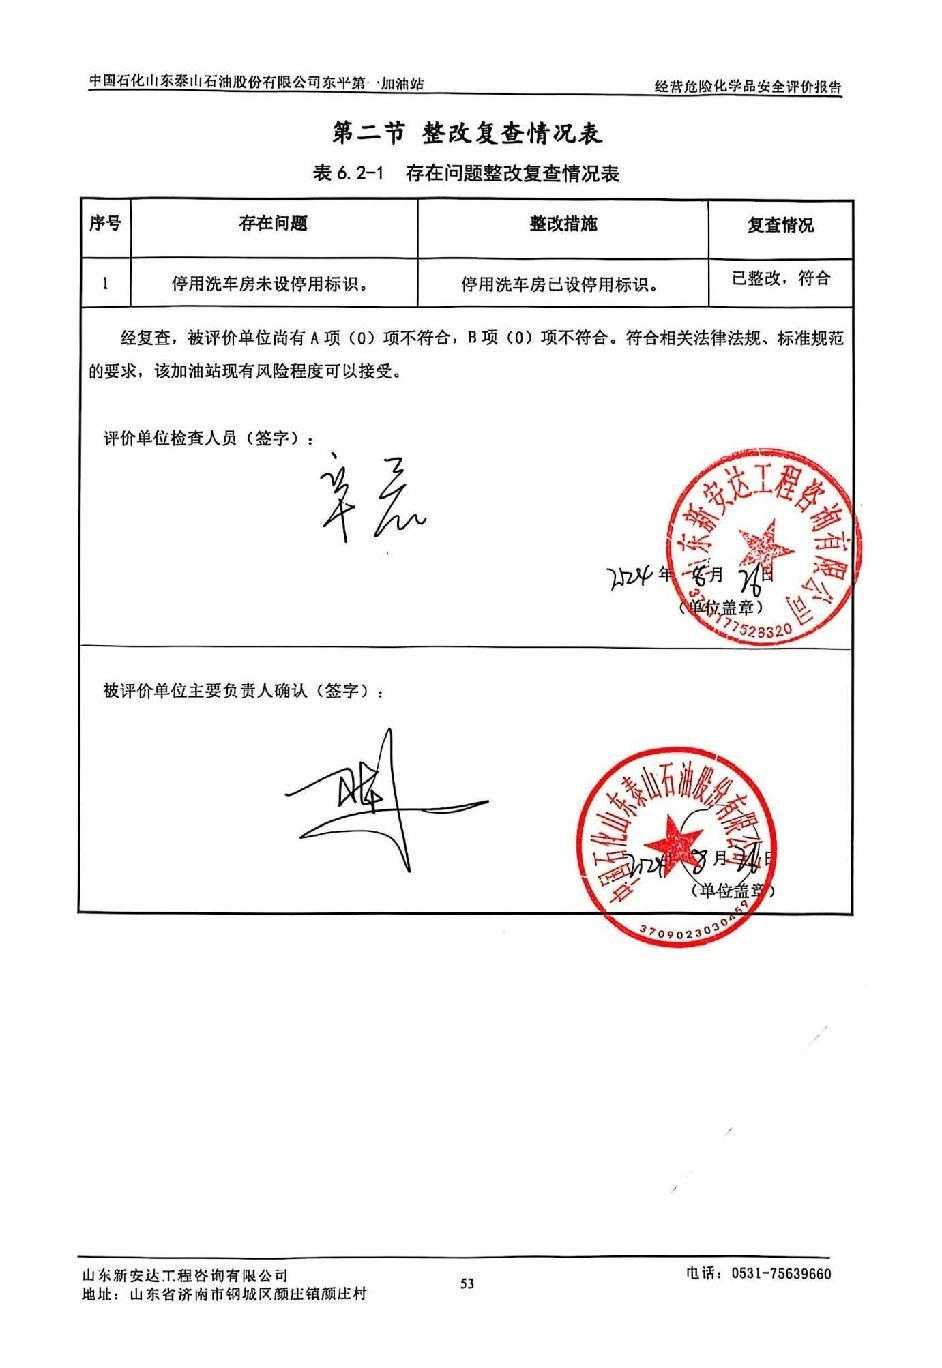 中国石化山东泰山石油股份有限公司东平第一加油站 经营危险化学品安全评价报告
第二节 整改复查情况表
表 6.2-1 存在问题整改复查情况表
序号 存在问题 整改措施 复查情况
1 停用洗车房未设停用标识。 停用洗车房已设停用标识。 已整改，符合
经复查，被评价单位尚有 A 项（0）项不符合，B 项（0）项不符合。符合相关法律法规、标准规范
的要求，该加油站现有风险程度可以接受。
评价单位检查人员（签字）：
山东新安达工程咨询有限公司
2024 年 8 月 26 日
（单位盖章）
被评价单位主要负责人确认（签字）：
中国石化山东泰山石油股份有限公司
2024 8 月 26 日
（单位盖章）
3709023030459
山东新安达工程咨询有限公司
地址：山东省济南市钢城区颜庄镇颜庄村
53
电话：0531-75639660